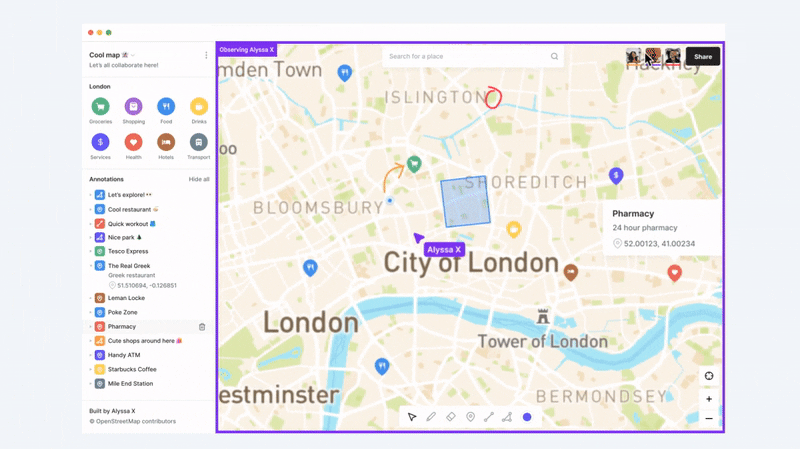 Cool map
Let's all collaborate here!
London
Groceries
Shopping
Food
Drinks
Services
Health
Hotels
Transport
Annotations
Hide all
Let's explore!
Cool restaurant
Quick workout
Nice park
Tesco Express
The Real Greek
Greek restaurant
51.510694, -0.126851
Leman Locke
Poke Zone
Pharmacy
Cute shops around here
Handy ATM
Starbucks Coffee
Mile End Station
Built by Alyssa X
© OpenStreetMap contributors
Observing Alyssa X
Search for a place
Share
mden Town
Hackney
ISLINGTON
oo
SHOREDITCH
BLOOMSBURY
Pharmacy
24 hour pharmacy
52.00123, 41.00234
Alyssa X
City of London
London
Tower of London
estminster
BERMONDSEY